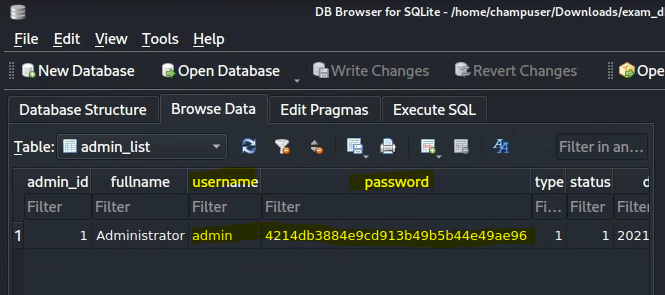 DB Browser for SQLite - /home/champuser/Downloads/exam_d
File Edit View Tools Help
New Database Open Database Write Changes Revert Changes Ope
Database Structure Browse Data Edit Pragmas Execute SQL
Table: admin_list Filter in an...
admin_id fullname username password type status d
Filter Filter Filter Filter Fi... Filter Filter
1 1 Administrator admin 4214db3884e9cd913b49b5b44e49ae96 1 1 2021